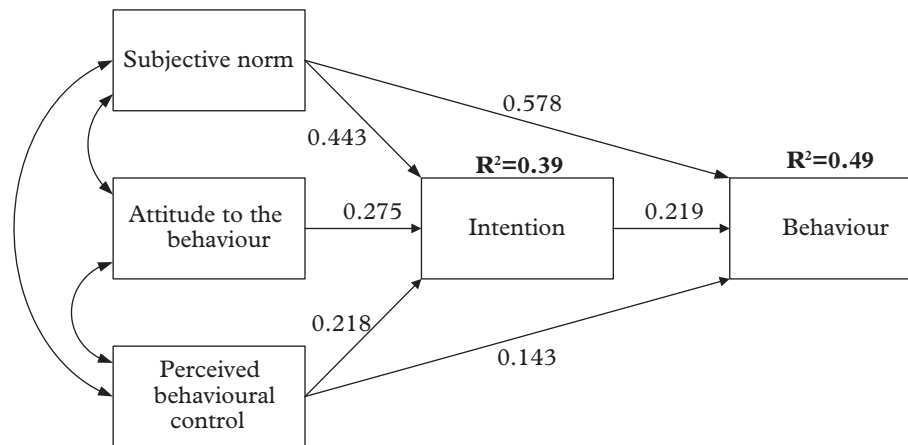 Subjective norm
0.578
0.443
R²=0.39
R²=0.49
Attitude to the
behaviour
0.275
Intention
0.219
Behaviour
0.218
0.143
Perceived
behavioural
control